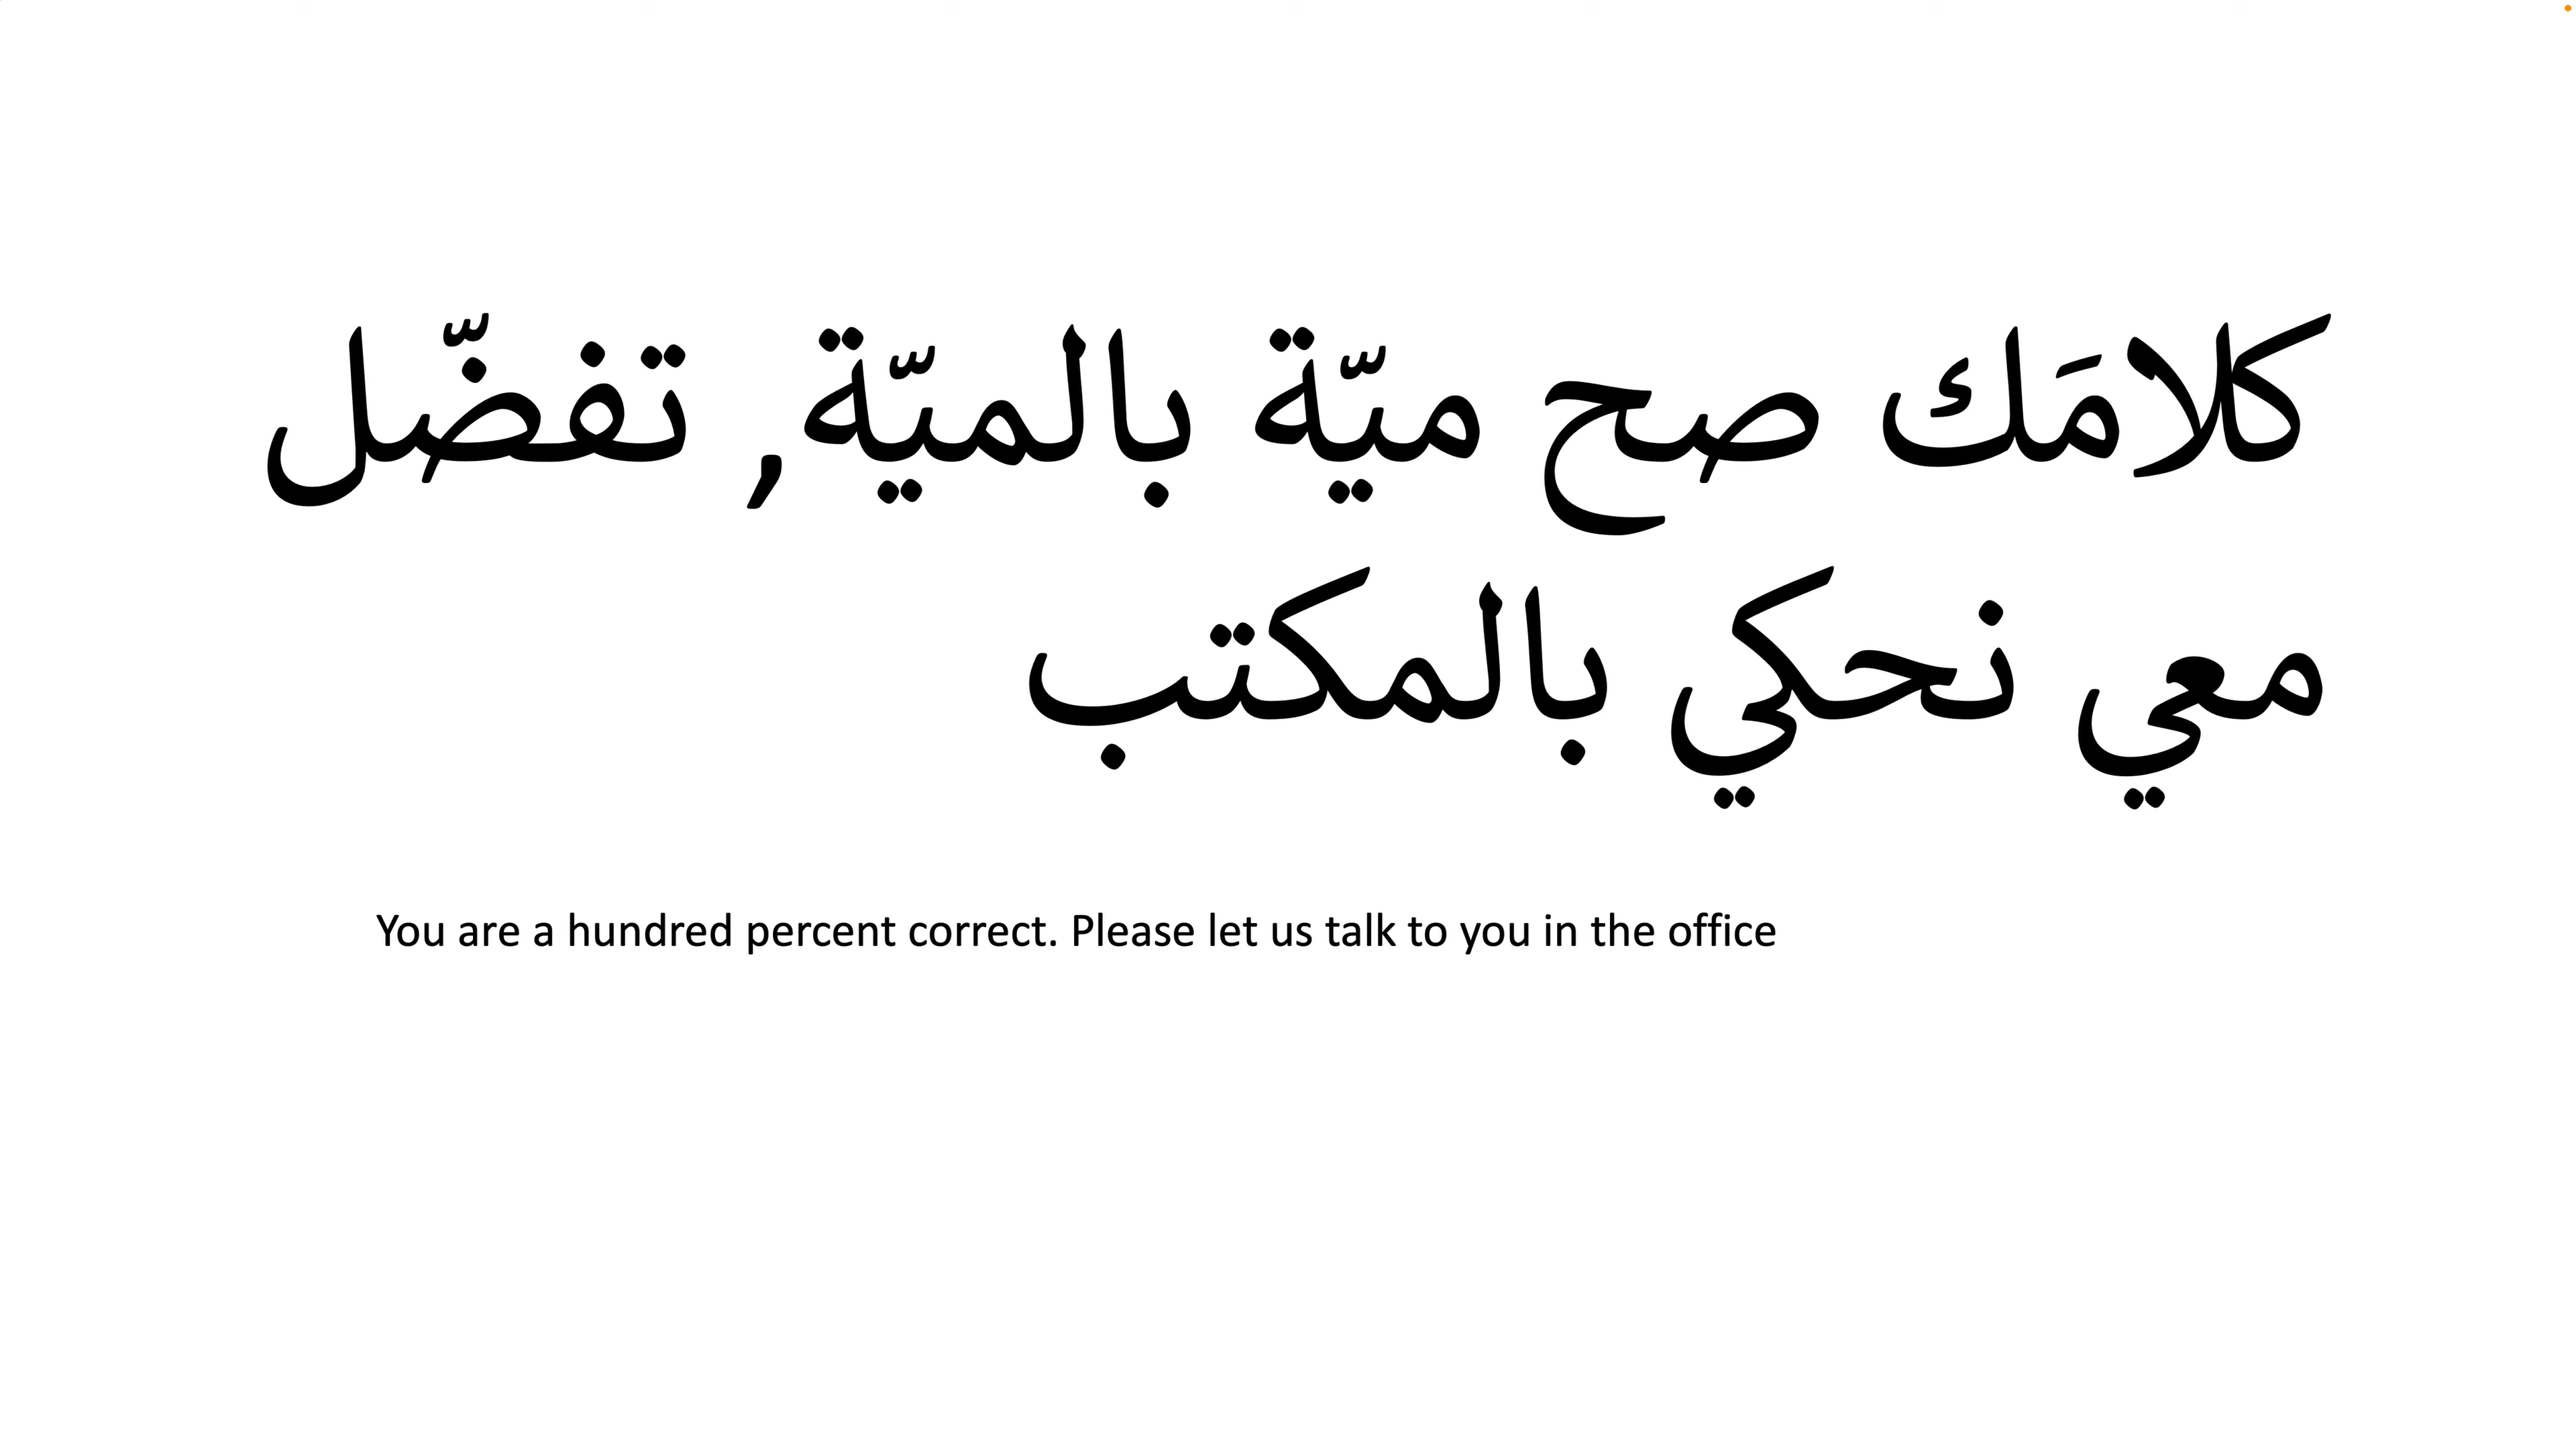 كلامَك صح ميّة بالميّة, تفضّل
معي نحكي بالمكتب
You are a hundred percent correct. Please let us talk to you in the office